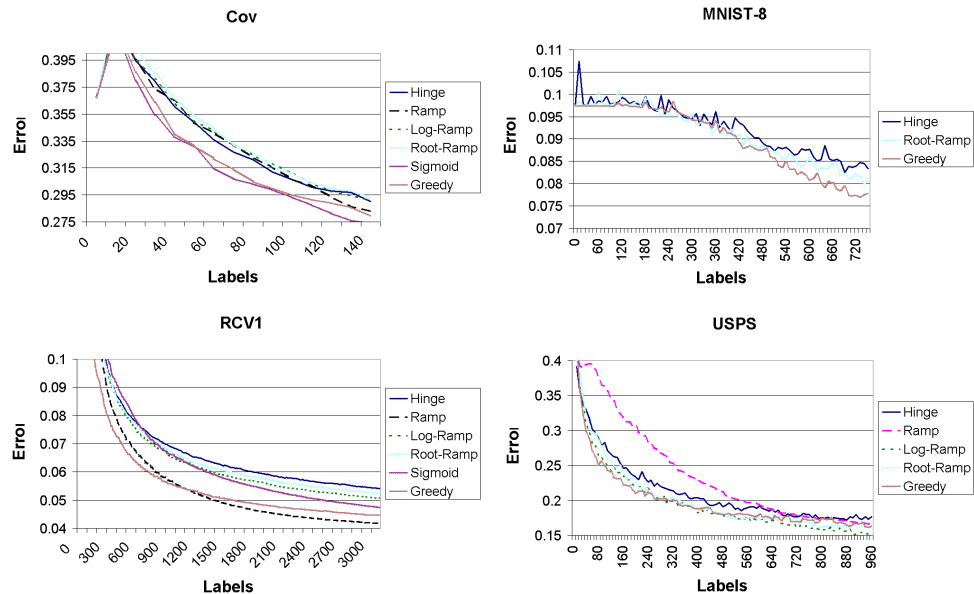 Cov
0.395
0.375
0.355
0.335
0.315
0.295
0.275
Error
0
20
40
60
80
100
120
140
Labels
Hinge
Ramp
Log-Ramp
Root-Ramp
Sigmoid
Greedy
MNIST-8
0.11
0.105
0.1
0.095
0.09
0.085
0.08
0.075
0.07
Error
0
60
120
180
240
300
360
420
480
540
600
660
720
Labels
Hinge
Root-Ramp
Greedy
RCV1
0.1
0.09
0.08
0.07
0.06
0.05
0.04
Error
0
300
600
900
1200
1500
1800
2100
2400
2700
3000
Labels
Hinge
Ramp
Log-Ramp
Root-Ramp
Sigmoid
Greedy
USPS
0.4
0.35
0.3
0.25
0.2
0.15
Error
0
80
160
240
320
400
480
560
640
720
800
880
960
Labels
Hinge
Ramp
Log-Ramp
Root-Ramp
Greedy